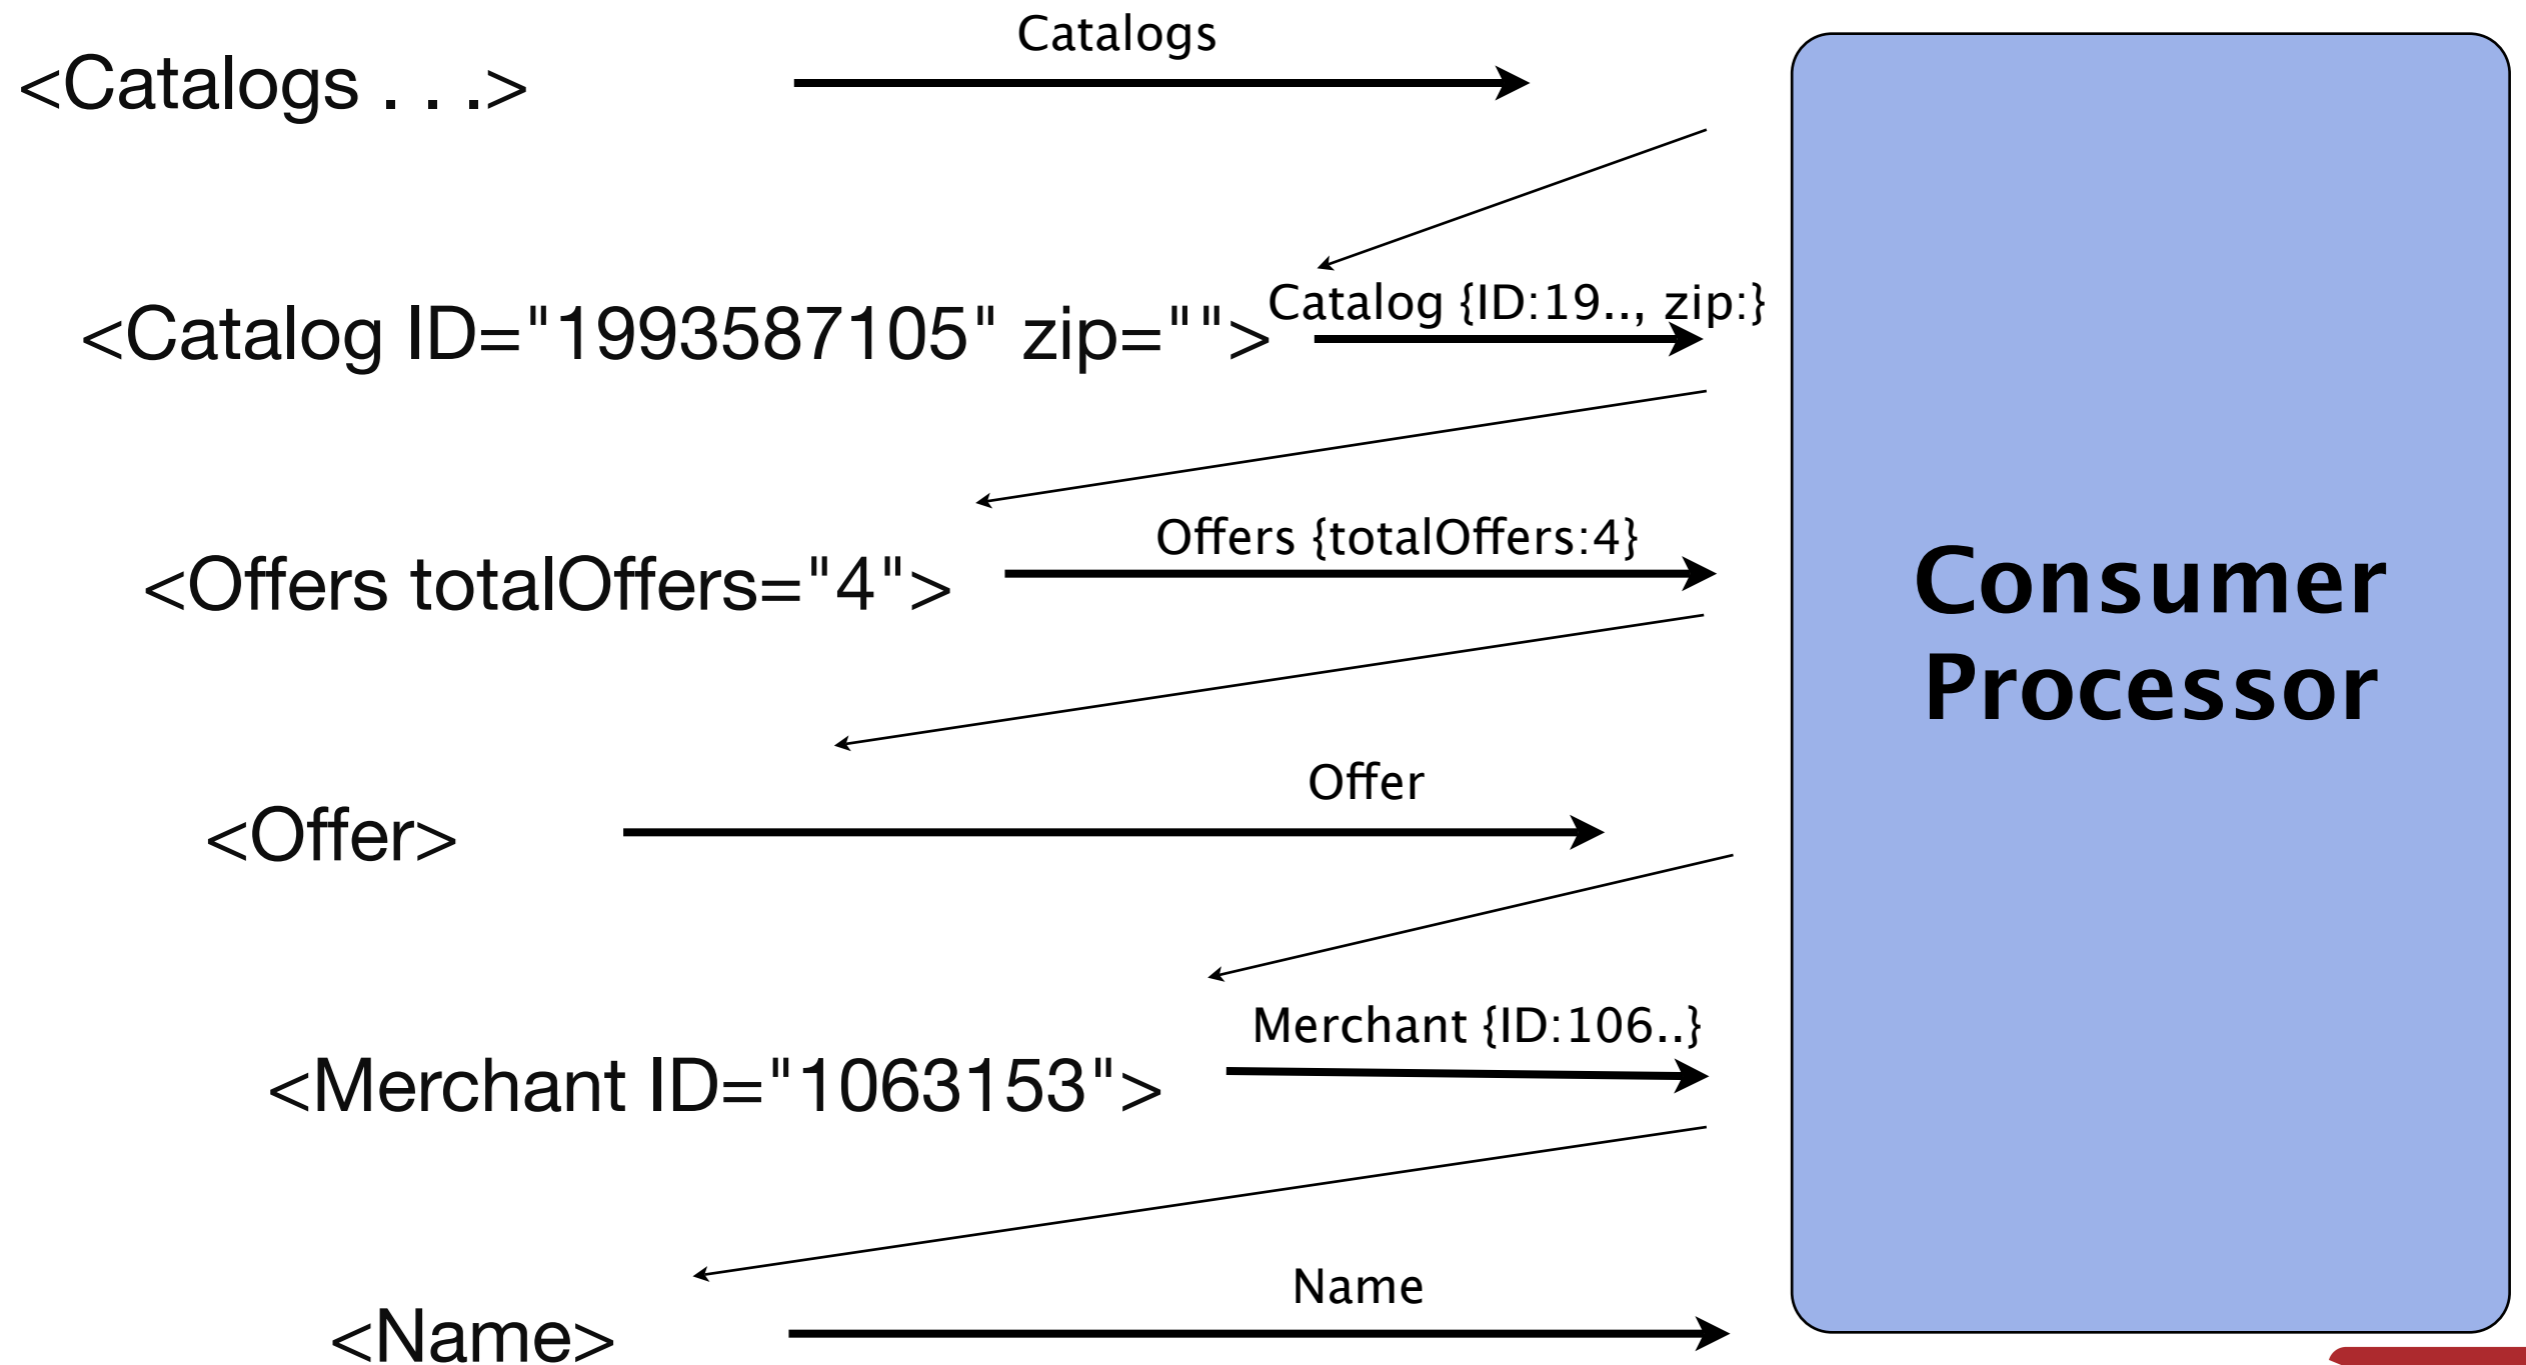 Catalogs
<Catalogs . . .>
Catalog {ID:19.., zip:}
<Catalog ID="1993587105" zip="">
Offers {totalOffers:4}
<Offers totalOffers="4">
Consumer
Processor
Offer
<Offer>
Merchant {ID:106..}
<Merchant ID="1063153">
Name
<Name>